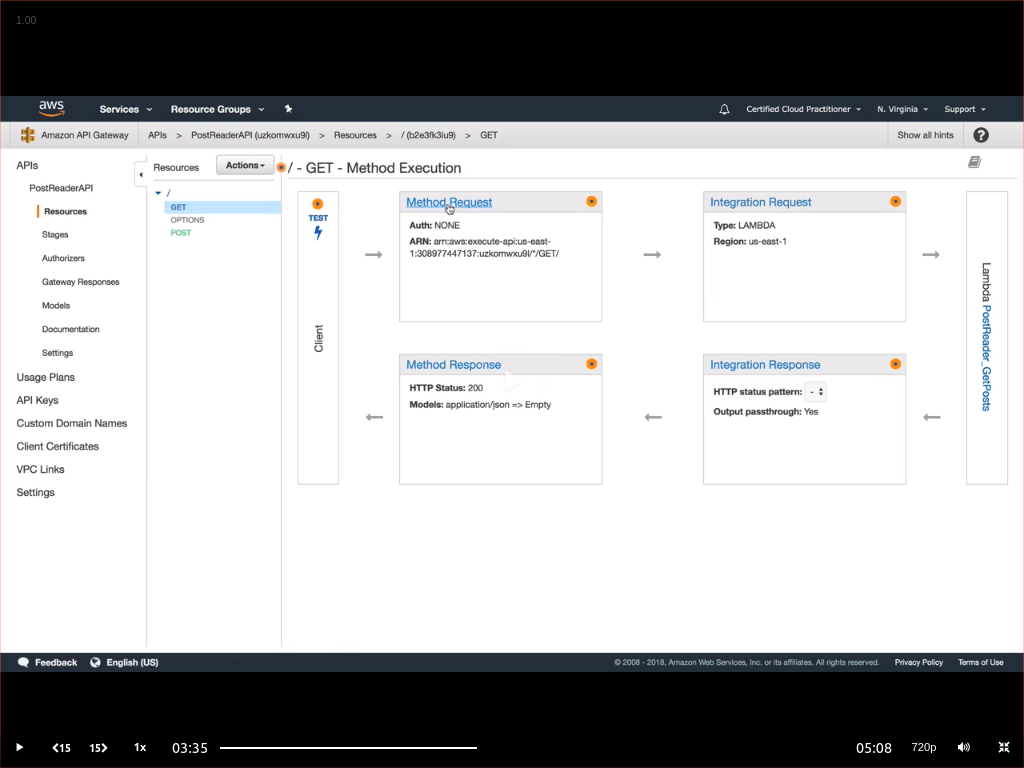 1.00
aws Services Resource Groups Certified Cloud Practitioner N. Virginia Support
Amazon API Gateway APIs > PostReaderAPI (uzkomwxu9l) > Resources > / (b2e3fk3iu9) > GET Show all hints ?
APIs
PostReaderAPI
Resources
Stages
Authorizers
Gateway Responses
Models
Documentation
Settings
Usage Plans
API Keys
Custom Domain Names
Client Certificates
VPC Links
Settings
Resources Actions
/
GET
OPTIONS
POST
/ - GET - Method Execution
TEST
Client
Method Request
Auth: NONE
ARN: arn:aws:execute-api:us-east-
1:308977447137:uzkomwxu9l/*/GET/
Integration Request
Type: LAMBDA
Region: us-east-1
Lambda PostReader_GetPosts
Method Response
HTTP Status: 200
Models: application/json => Empty
Integration Response
HTTP status pattern: -
Output passthrough: Yes
Feedback English (US) © 2008 - 2018, Amazon Web Services, Inc. or its affiliates. All rights reserved. Privacy Policy Terms of Use
15 15 1x 03:35 05:08 720p